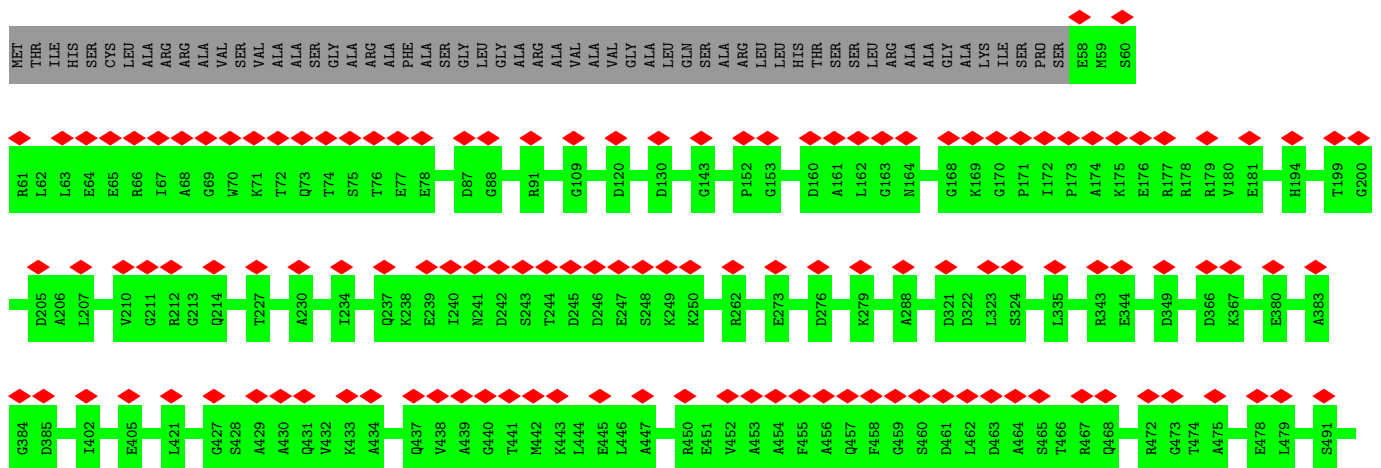 MET THR ILE HIS SER CYS LEU ALA ARG ARG ALA VAL SER VAL ALA ALA SER GLY ALA ARG ALA PHE ALA SER GLY LEU GLY ALA ARG ALA VAL ALA VAL GLY ALA LEU GLN SER ALA ARG LEU LEU HIS THR SER SER LEU ARG ALA ALA GLY ALA LYS ILE SER PRO SER E58 M59 S60
R61 L62 L63 E64 E65 R66 I67 A68 G69 W70 K71 T72 Q73 T74 S75 T76 E77 E78 D87 G88 R91 G109 D120 D130 G143 P152 G153 D160 A161 L162 G163 N164 G168 K169 G170 P171 I172 P173 A174 K175 E176 R177 R178 R179 V180 E181 H194 T199 G200
D205 A206 L207 V210 G211 R212 G213 Q214 T227 A230 I234 Q237 K238 E239 I240 N241 D242 S243 T244 D245 D246 E247 S248 K249 K250 R262 E273 D276 K279 A288 D321 D322 L323 S324 L335 R343 E344 D349 D366 K367 E380 A383
G384 D385 I402 E405 L421 G427 S428 A429 A430 Q431 V432 K433 A434 Q437 V438 A439 G440 T441 M442 K443 L444 E445 L446 A447 R450 E451 V452 A453 A454 F455 A456 Q457 F458 G459 S460 D461 L462 D463 A464 S465 T466 R467 Q468 R472 G473 T474 A475 E478 L479 S491